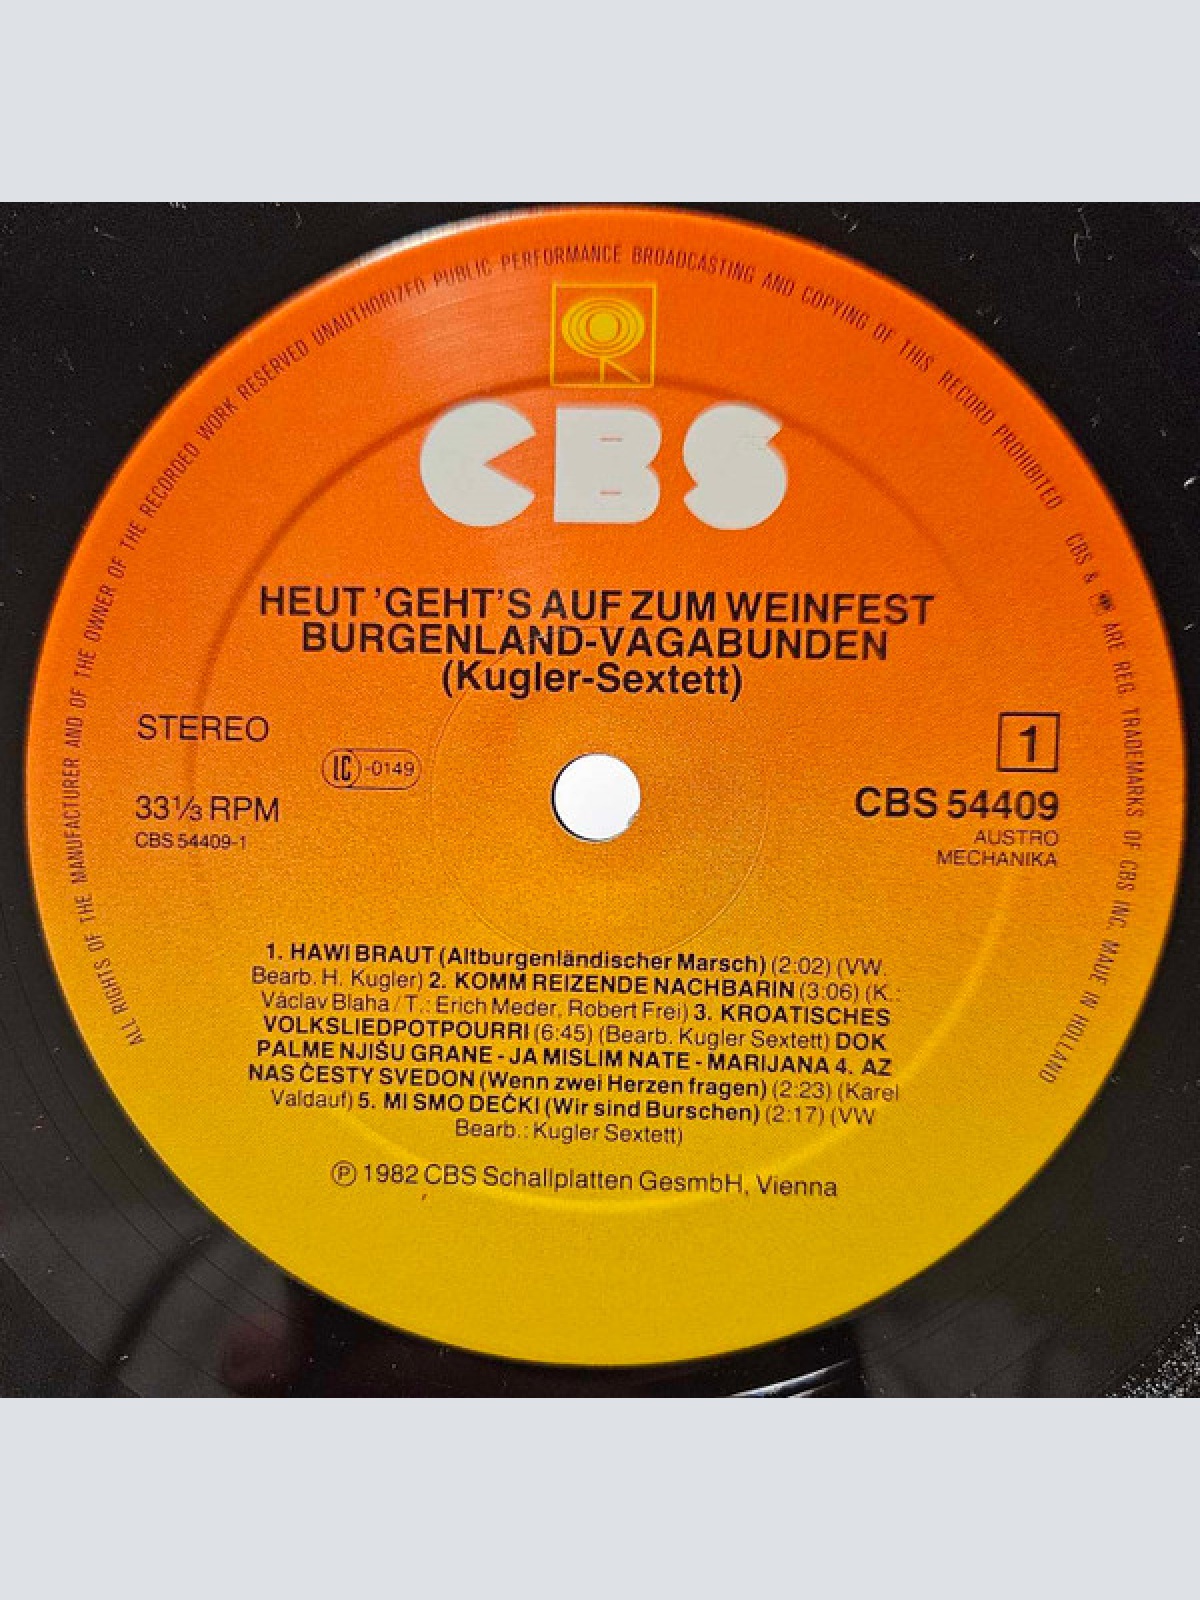 ALL RIGHTS OF THE MANUFACTURER AND OF THE OWNER OF THE RECORDED WORK RESERVED UNAUTHORIZED PUBLIC PERFORMANCE BROADCASTING AND COPYING OF THIS RECORD PROHIBITED CBS & ARE REG. TRADEMARKS OF CBS INC. MADE IN HOLLAND
CBS
HEUT 'GEHT'S AUF ZUM WEINFEST
BURGENLAND-VAGABUNDEN
(Kugler-Sextett)
STEREO
LC-0149
33⅓ RPM
CBS 54409-1
1
CBS 54409
AUSTRO
MECHANIKA
1. HAWI BRAUT (Altburgenländischer Marsch) (2:02) (VW.
Bearb. H. Kugler) 2. KOMM REIZENDE NACHBARIN (3:06) (K.:
Václav Blaha / T.: Erich Meder, Robert Frei) 3. KROATISCHES
VOLKSLIEDPOTPOURRI (6:45) (Bearb. Kugler Sextett) DOK
PALME NJIŠU GRANE - JA MISLIM NATE - MARIJANA 4. AZ
NAS ČESTY SVEDON (Wenn zwei Herzen fragen) (2:23) (Karel
Valdauf) 5. MI SMO DEČKI (Wir sind Burschen) (2:17) (VW
Bearb.: Kugler Sextett)
℗ 1982 CBS Schallplatten GesmbH, Vienna